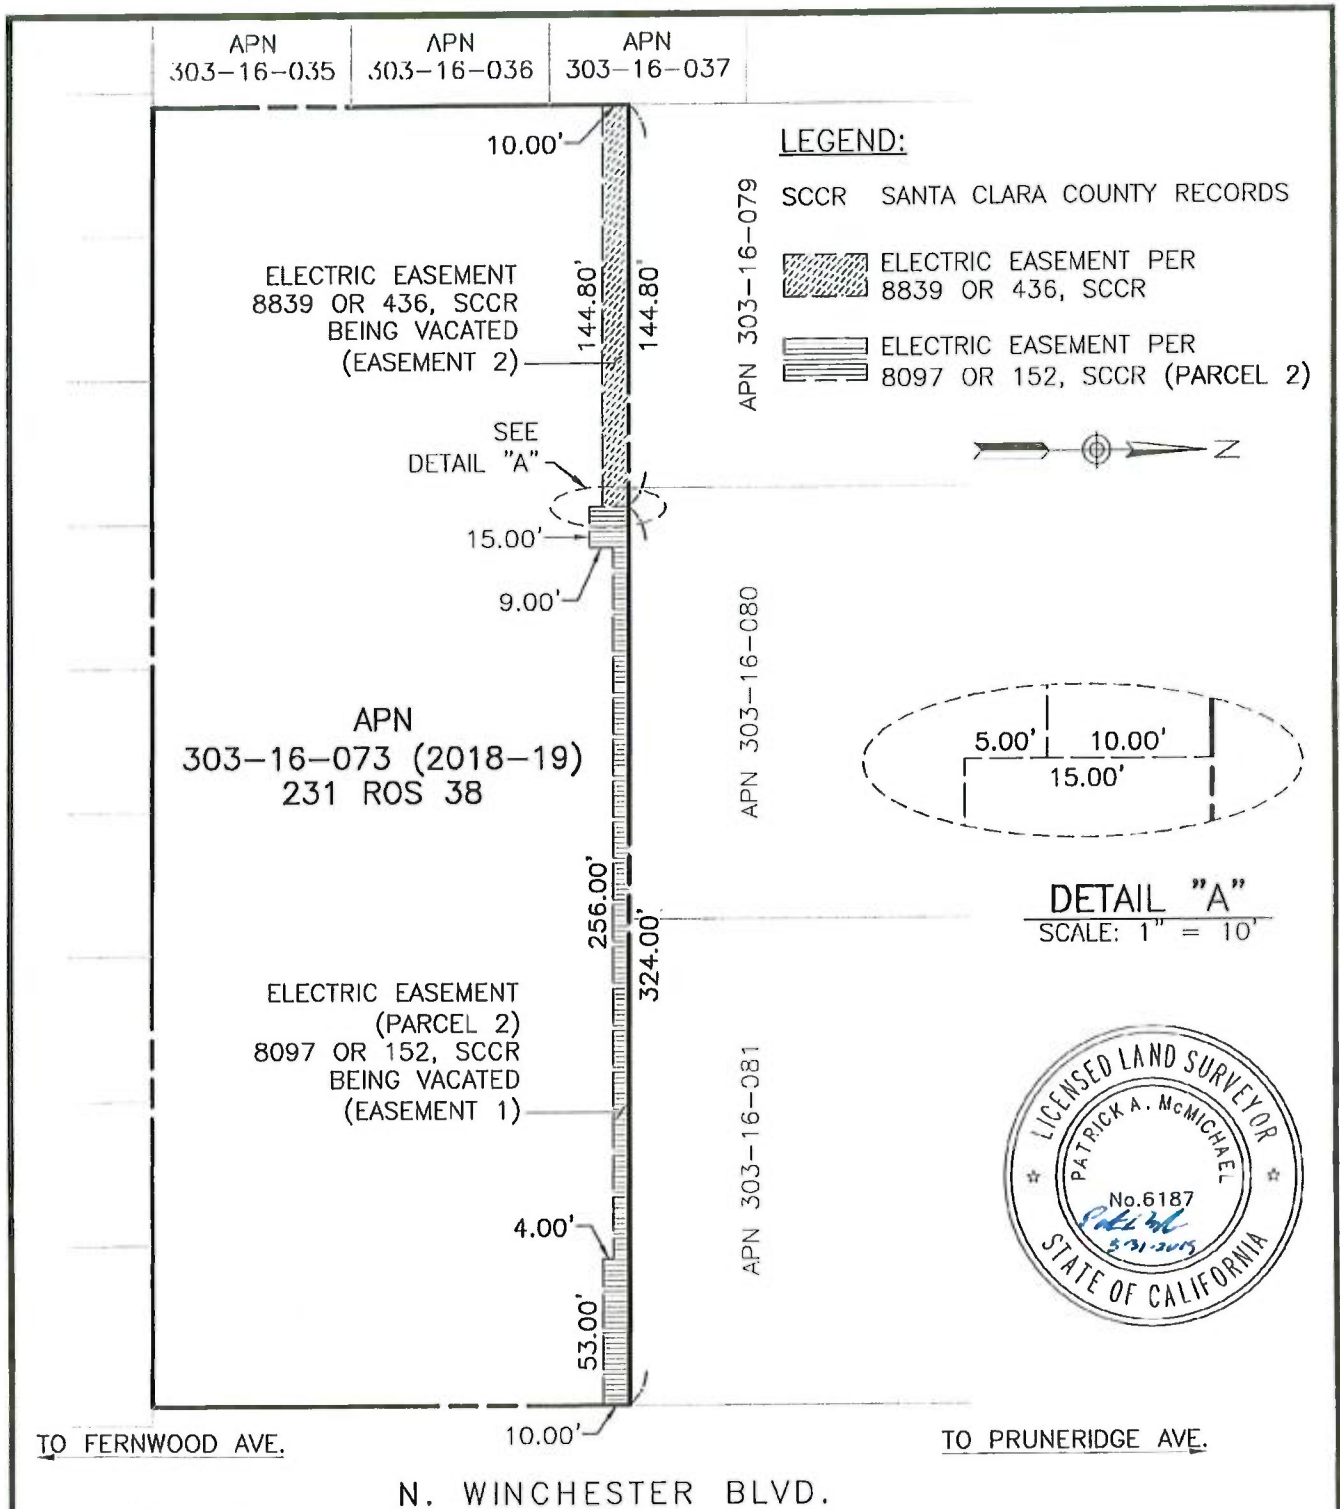 APN
303-16-035
APN
303-16-036
APN
303-16-037
10.00'
LEGEND:
SCCR SANTA CLARA COUNTY RECORDS
ELECTRIC EASEMENT PER
8839 OR 436, SCCR
ELECTRIC EASEMENT PER
8097 OR 152, SCCR (PARCEL 2)
APN 303-16-079
ELECTRIC EASEMENT
8839 OR 436, SCCR
BEING VACATED
(EASEMENT 2)
144.80'
144.80'
N
SEE
DETAIL "A"
15.00'
9.00'
APN 303-16-080
APN
303-16-073 (2018-19)
231 ROS 38
5.00'
10.00'
15.00'
DETAIL "A"
SCALE: 1" = 10'
256.00'
324.00'
ELECTRIC EASEMENT
(PARCEL 2)
8097 OR 152, SCCR
BEING VACATED
(EASEMENT 1)
APN 303-16-081
LICENSED LAND SURVEYOR
PATRICK A. McMICHAEL
No.6187
5-31-2019
STATE OF CALIFORNIA
4.00'
53.00'
10.00'
TO FERNWOOD AVE.
TO PRUNERIDGE AVE.
N. WINCHESTER BLVD.